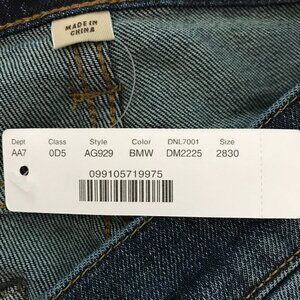 MADE IN
CHINA
Dept Class Style Color DNL7001 Size
AA7 0D5 AG929 BMW DM2225 2830
099105719975